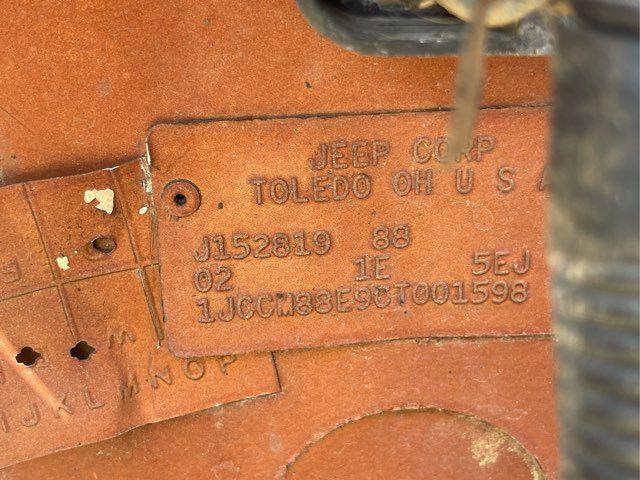 JEEP CORP
TOLEDO OH U S A
J152819 88
02 1E 5EJ
1JCCM88E9CT001598
M
IJKLMNOP